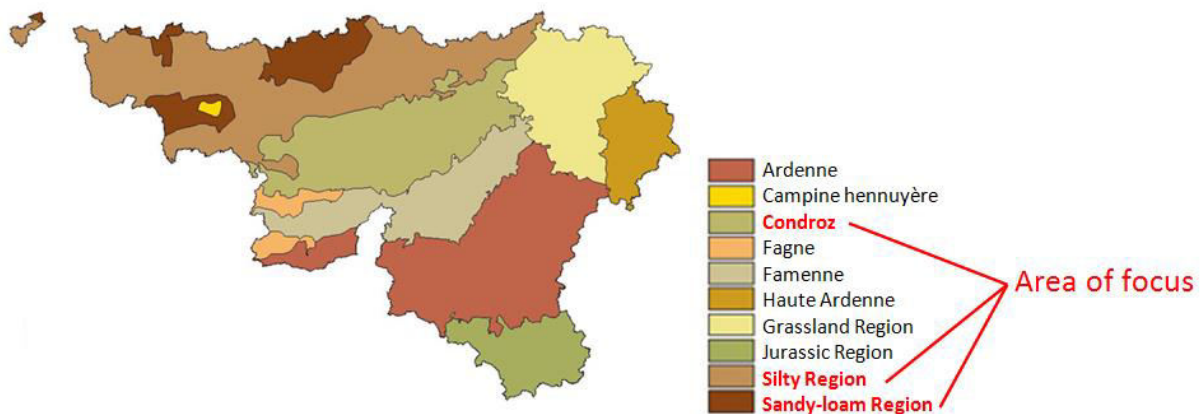 Ardenne
Campine hennuyère
Condroz
Fagne
Famenne
Haute Ardenne
Grassland Region
Jurassic Region
Silty Region
Sandy-loam Region
Area of focus